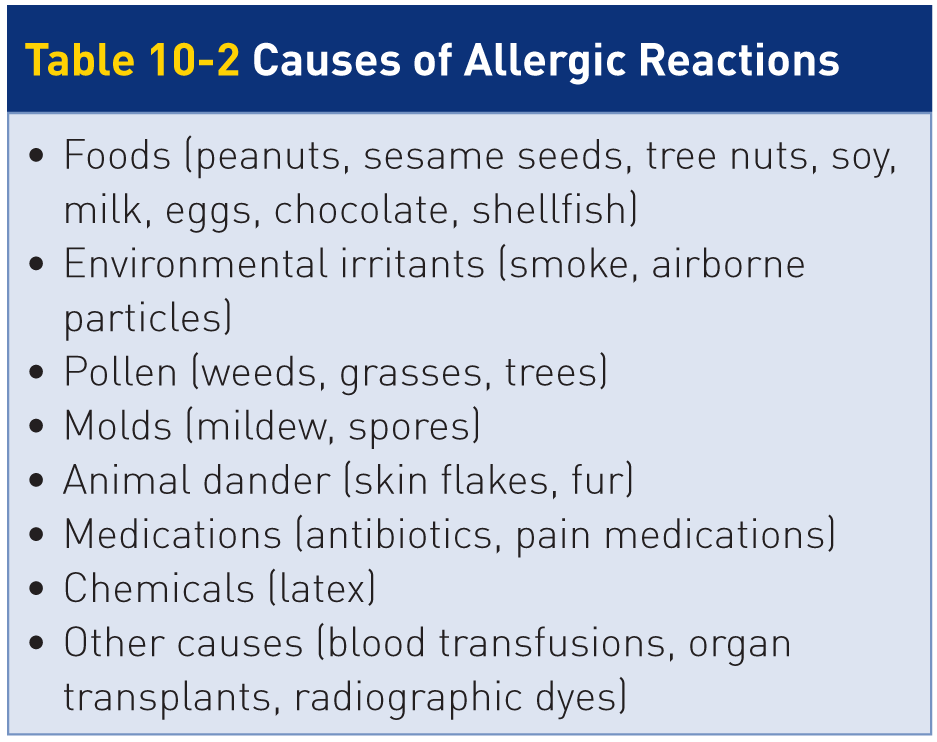 Table 10-2 Causes of Allergic Reactions
• Foods (peanuts, sesame seeds, tree nuts, soy,
milk, eggs, chocolate, shellfish)
• Environmental irritants (smoke, airborne
particles)
• Pollen (weeds, grasses, trees)
• Molds (mildew, spores)
• Animal dander (skin flakes, fur)
• Medications (antibiotics, pain medications)
• Chemicals (latex)
• Other causes (blood transfusions, organ
transplants, radiographic dyes)